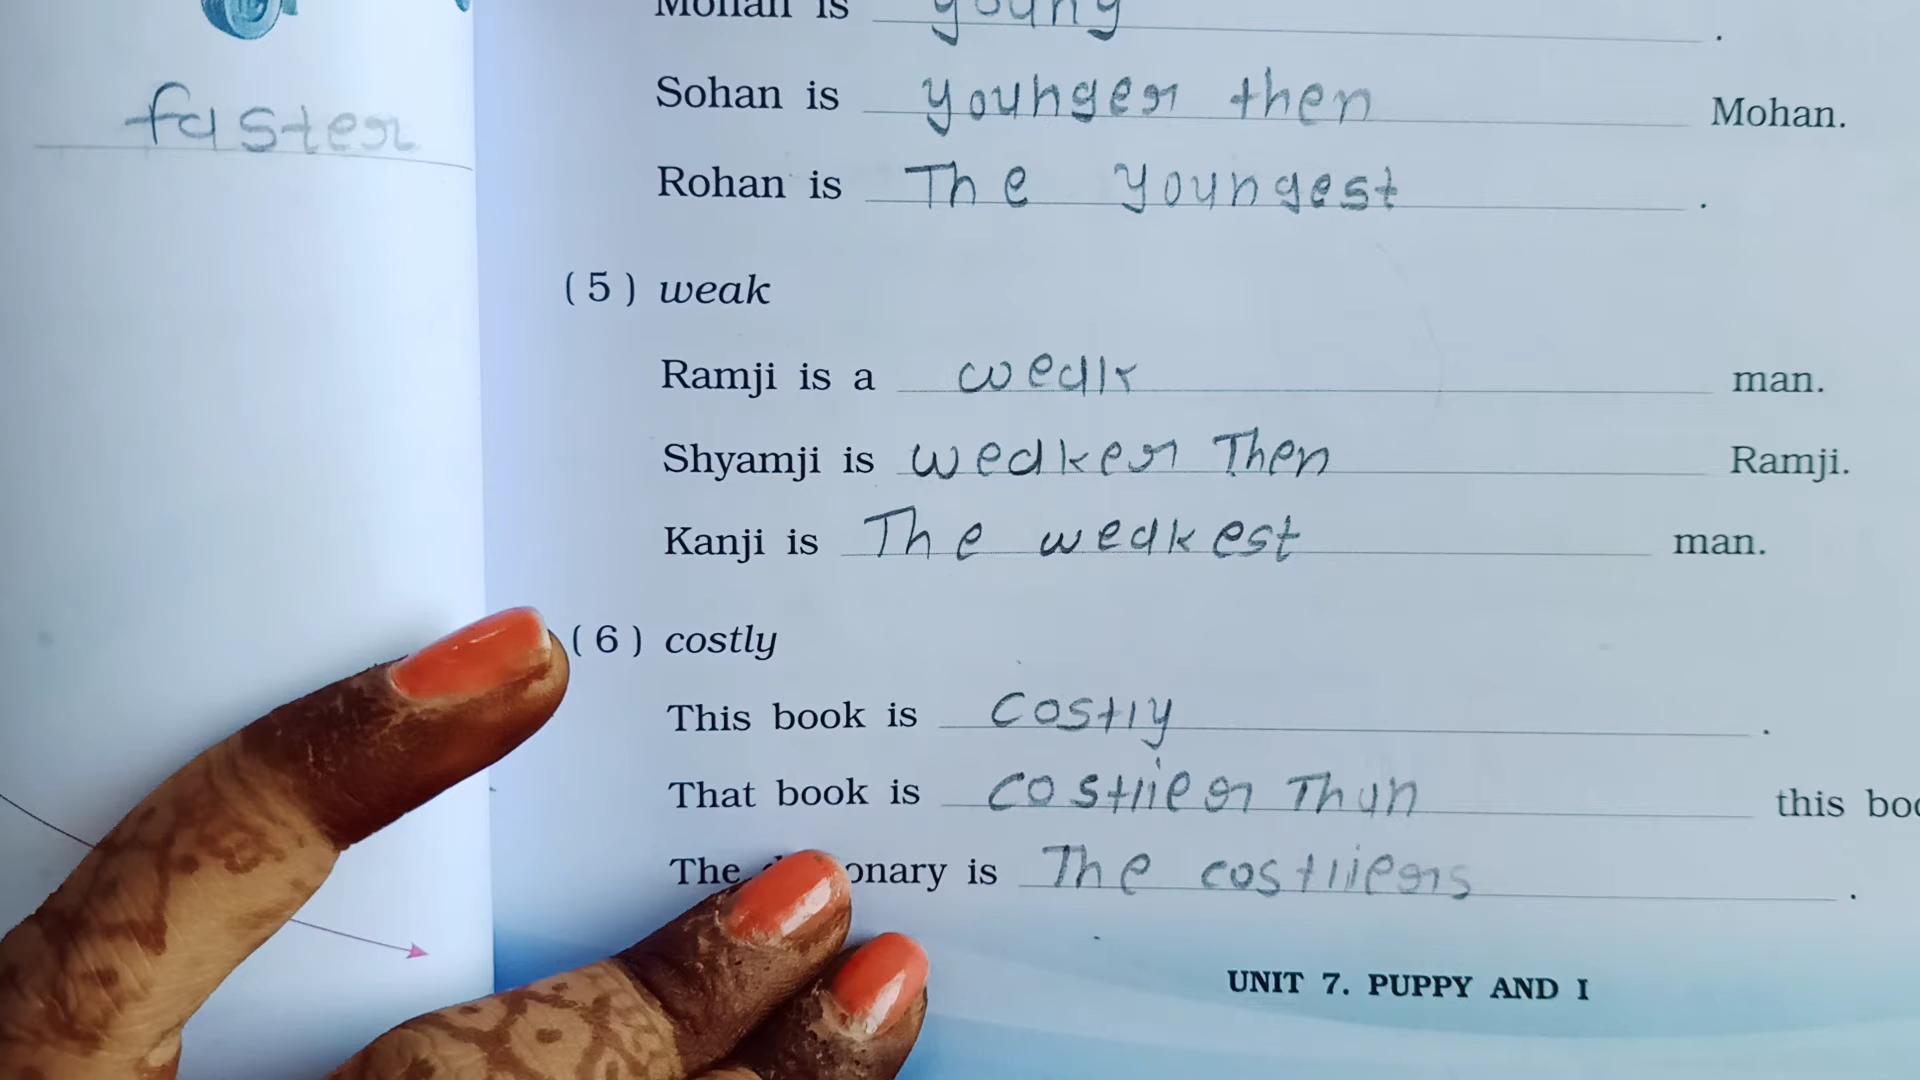 Mohan is young .
faster
Sohan is younger then Mohan.
Rohan is The youngest .
(5) weak
Ramji is a weak man.
Shyamji is weaker Then Ramji.
Kanji is The weakest man.
(6) costly
This book is costly .
That book is costlier Than this boo
The onary is The costliers .
UNIT 7. PUPPY AND I